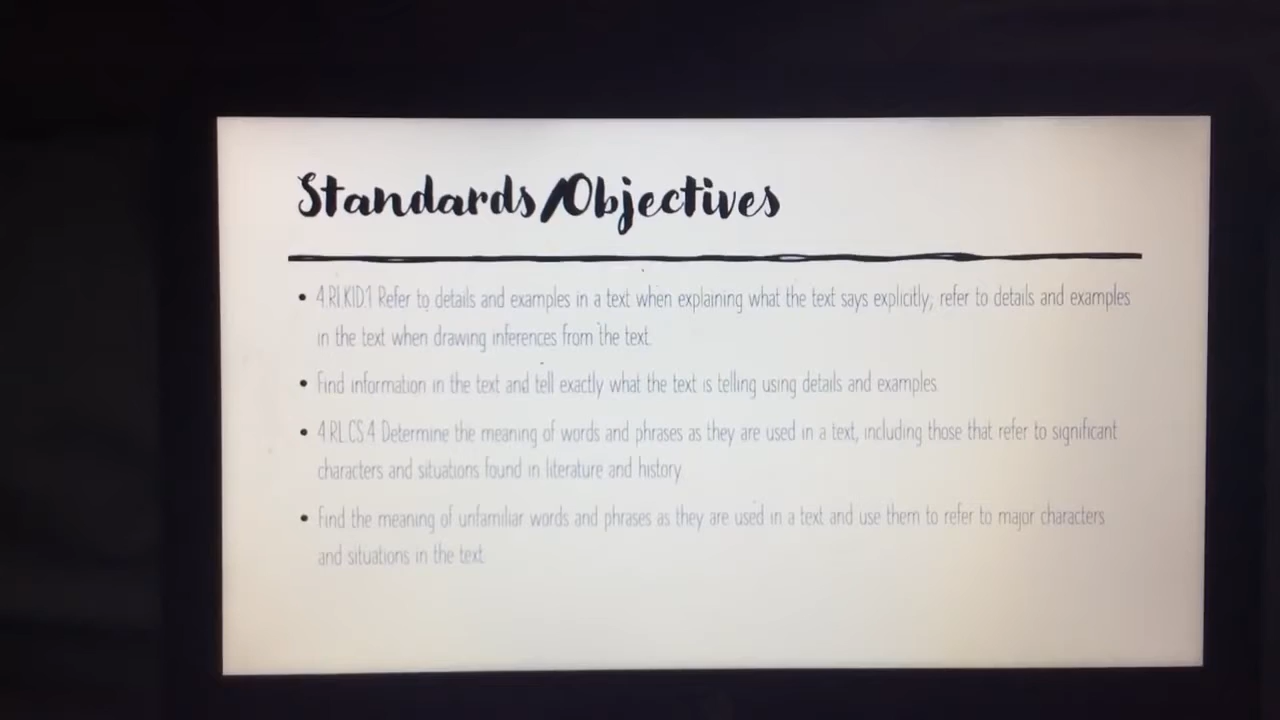 Standards/Objectives
• 4.RI.KID.1 Refer to details and examples in a text when explaining what the text says explicitly; refer to details and examples
in the text when drawing inferences from the text.
• Find information in the text and tell exactly what the text is telling using details and examples.
• 4.RL.CS.4 Determine the meaning of words and phrases as they are used in a text, including those that refer to significant
characters and situations found in literature and history.
• Find the meaning of unfamiliar words and phrases as they are used in a text and use them to refer to major characters
and situations in the text.